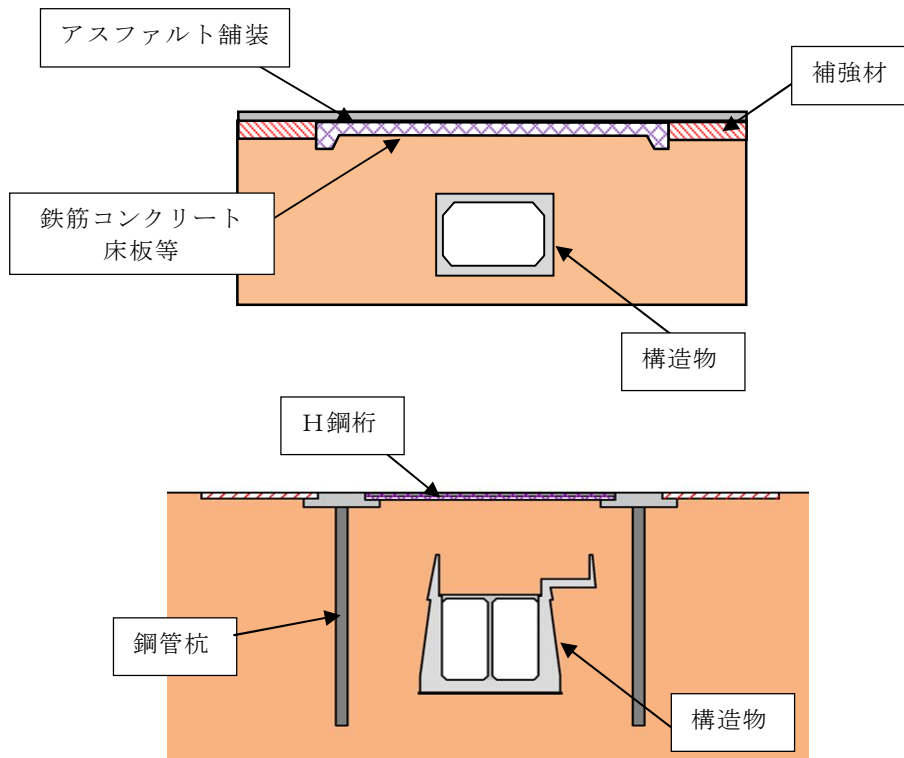 アスファルト舗装
補強材
鉄筋コンクリート
床板等
構造物
Ｈ鋼桁
鋼管杭
構造物